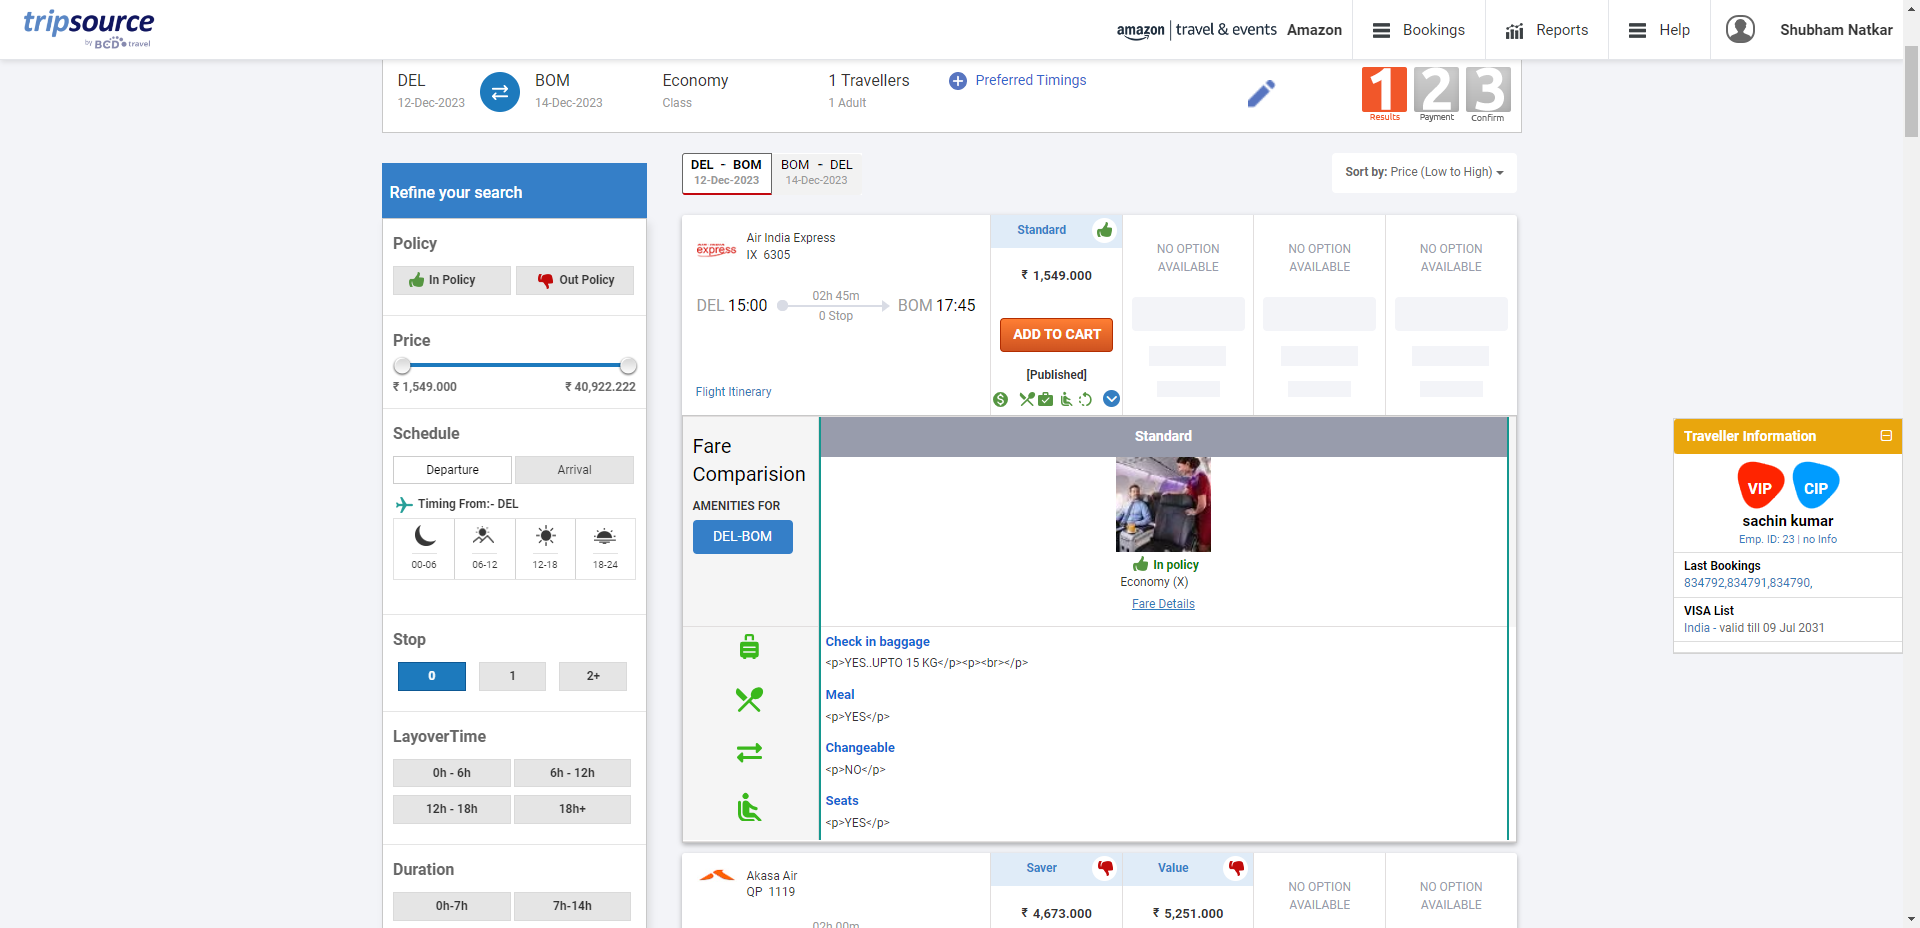 tripsource
by BCD travel
amazon | travel & events Amazon
Bookings
Reports
Help
Shubham Natkar
DEL
12-Dec-2023
BOM
14-Dec-2023
Economy
Class
1 Travellers
1 Adult
Preferred Timings
1 2 3
Results Payment Confirm
DEL - BOM
12-Dec-2023
BOM - DEL
14-Dec-2023
Sort by: Price (Low to High)
Refine your search
Policy
In Policy
Out Policy
Price
₹ 1,549.000
₹ 40,922.222
Schedule
Departure
Arrival
Timing From:- DEL
00-06
06-12
12-18
18-24
Stop
0
1
2+
LayoverTime
0h - 6h
6h - 12h
12h - 18h
18h+
Duration
0h-7h
7h-14h
express
Air India Express
IX 6305
DEL 15:00
02h 45m
0 Stop
BOM 17:45
Flight Itinerary
Standard
₹ 1,549.000
ADD TO CART
[Published]
NO OPTION
AVAILABLE
NO OPTION
AVAILABLE
NO OPTION
AVAILABLE
Fare
Comparision
AMENITIES FOR
DEL-BOM
Standard
In policy
Economy (X)
Fare Details
Check in baggage
<p>YES..UPTO 15 KG</p><p><br></p>
Meal
<p>YES</p>
Changeable
<p>NO</p>
Seats
<p>YES</p>
Akasa Air
QP 1119
02h 00m
Saver
₹ 4,673.000
Value
₹ 5,251.000
NO OPTION
AVAILABLE
NO OPTION
AVAILABLE
Traveller Information
VIP
CIP
sachin kumar
Emp. ID: 23 | no Info
Last Bookings
834792,834791,834790,
VISA List
India - valid till 09 Jul 2031